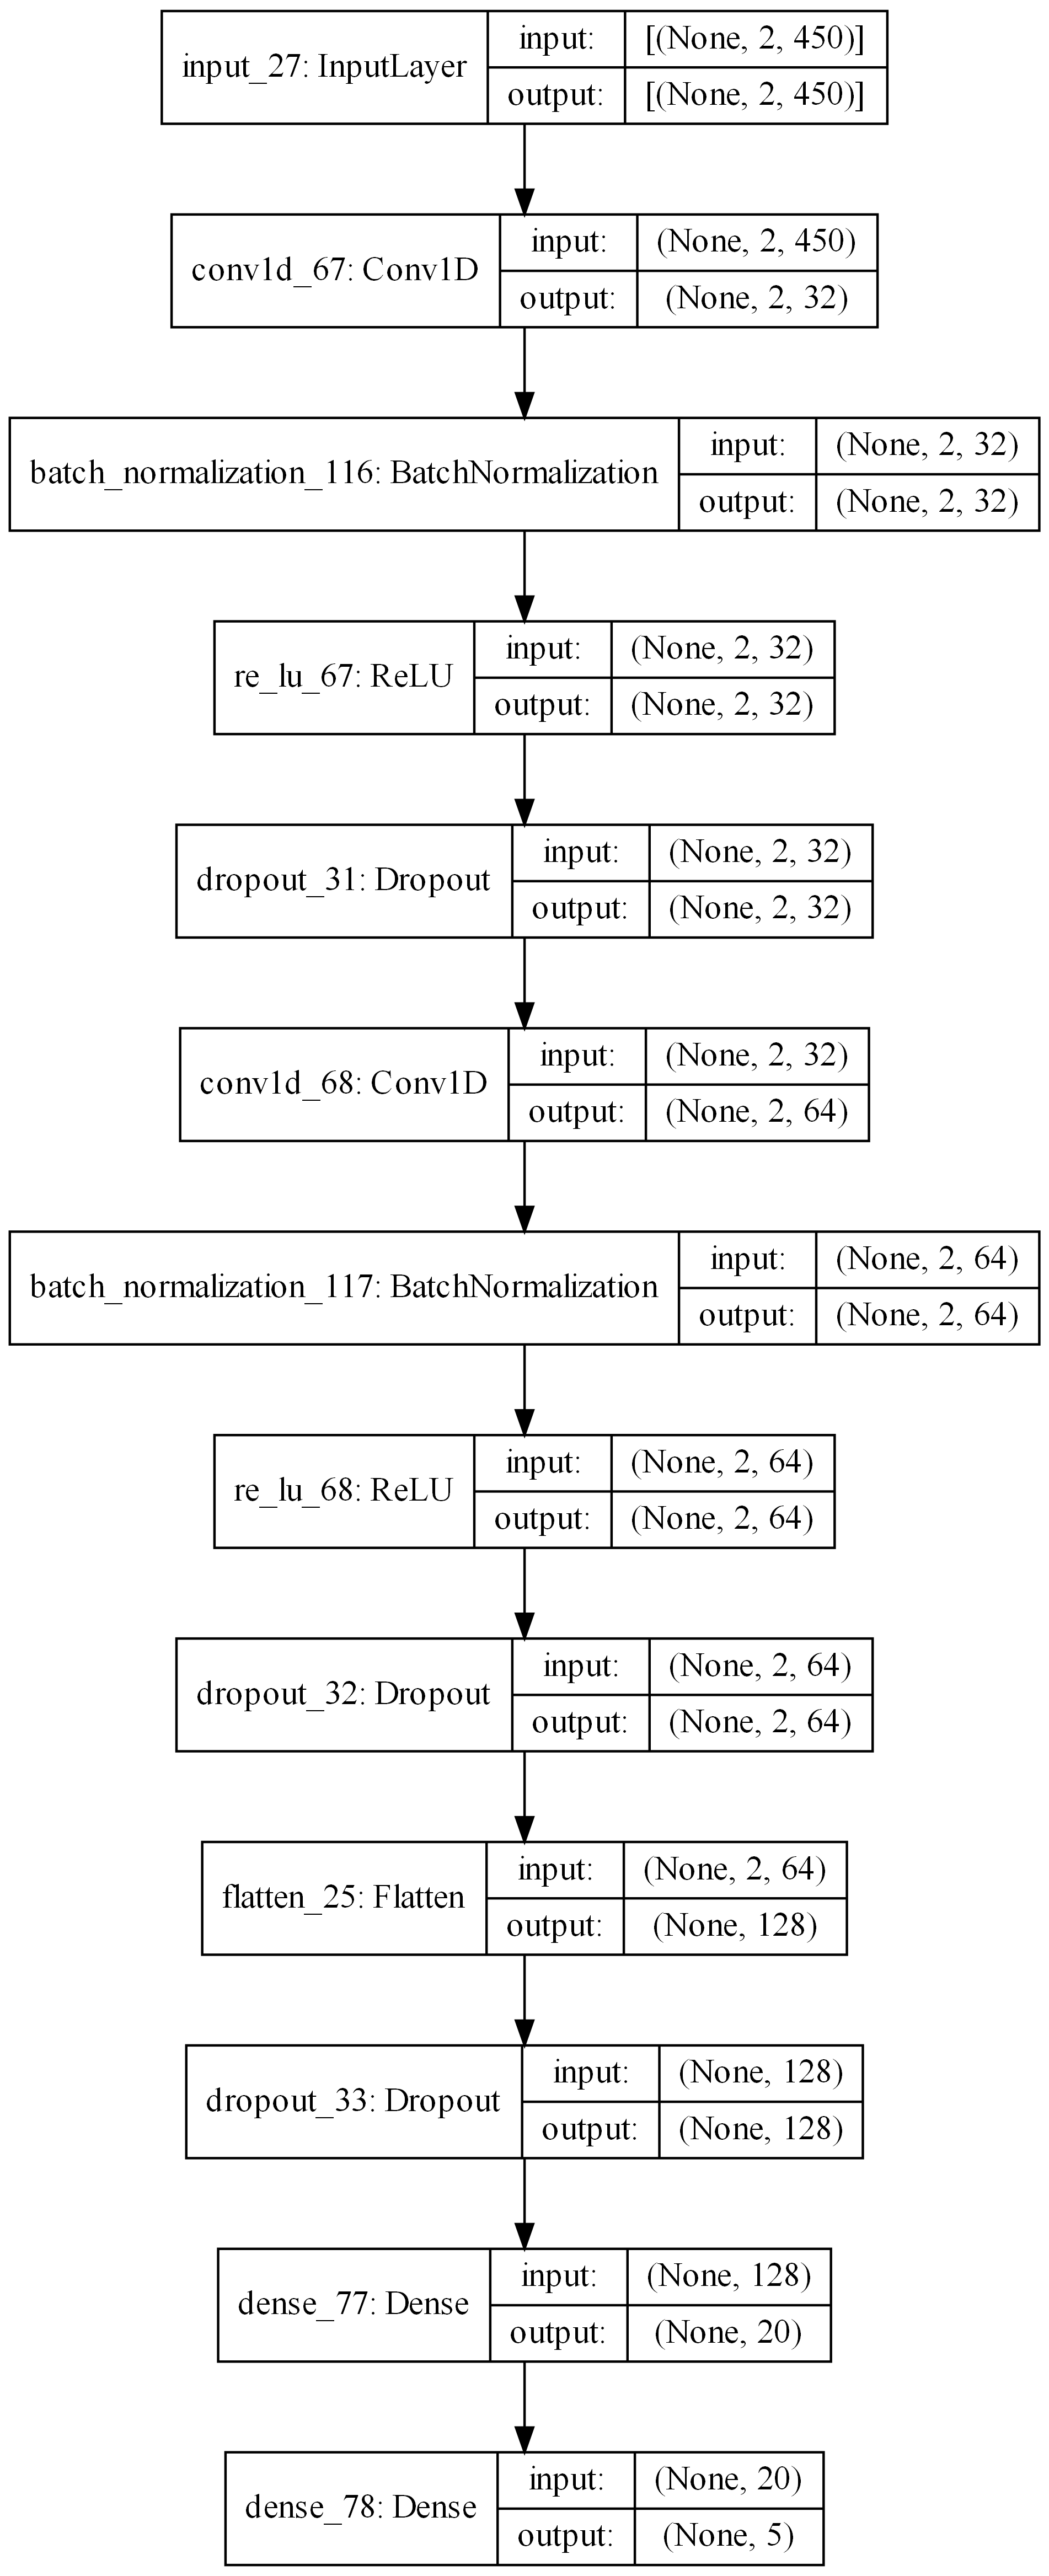 input_27: InputLayer
input:
[(None, 2, 450)]
output:
[(None, 2, 450)]
conv1d_67: Conv1D
input:
(None, 2, 450)
output:
(None, 2, 32)
batch_normalization_116: BatchNormalization
input:
(None, 2, 32)
output:
(None, 2, 32)
re_lu_67: ReLU
input:
(None, 2, 32)
output:
(None, 2, 32)
dropout_31: Dropout
input:
(None, 2, 32)
output:
(None, 2, 32)
conv1d_68: Conv1D
input:
(None, 2, 32)
output:
(None, 2, 64)
batch_normalization_117: BatchNormalization
input:
(None, 2, 64)
output:
(None, 2, 64)
re_lu_68: ReLU
input:
(None, 2, 64)
output:
(None, 2, 64)
dropout_32: Dropout
input:
(None, 2, 64)
output:
(None, 2, 64)
flatten_25: Flatten
input:
(None, 2, 64)
output:
(None, 128)
dropout_33: Dropout
input:
(None, 128)
output:
(None, 128)
dense_77: Dense
input:
(None, 128)
output:
(None, 20)
dense_78: Dense
input:
(None, 20)
output:
(None, 5)